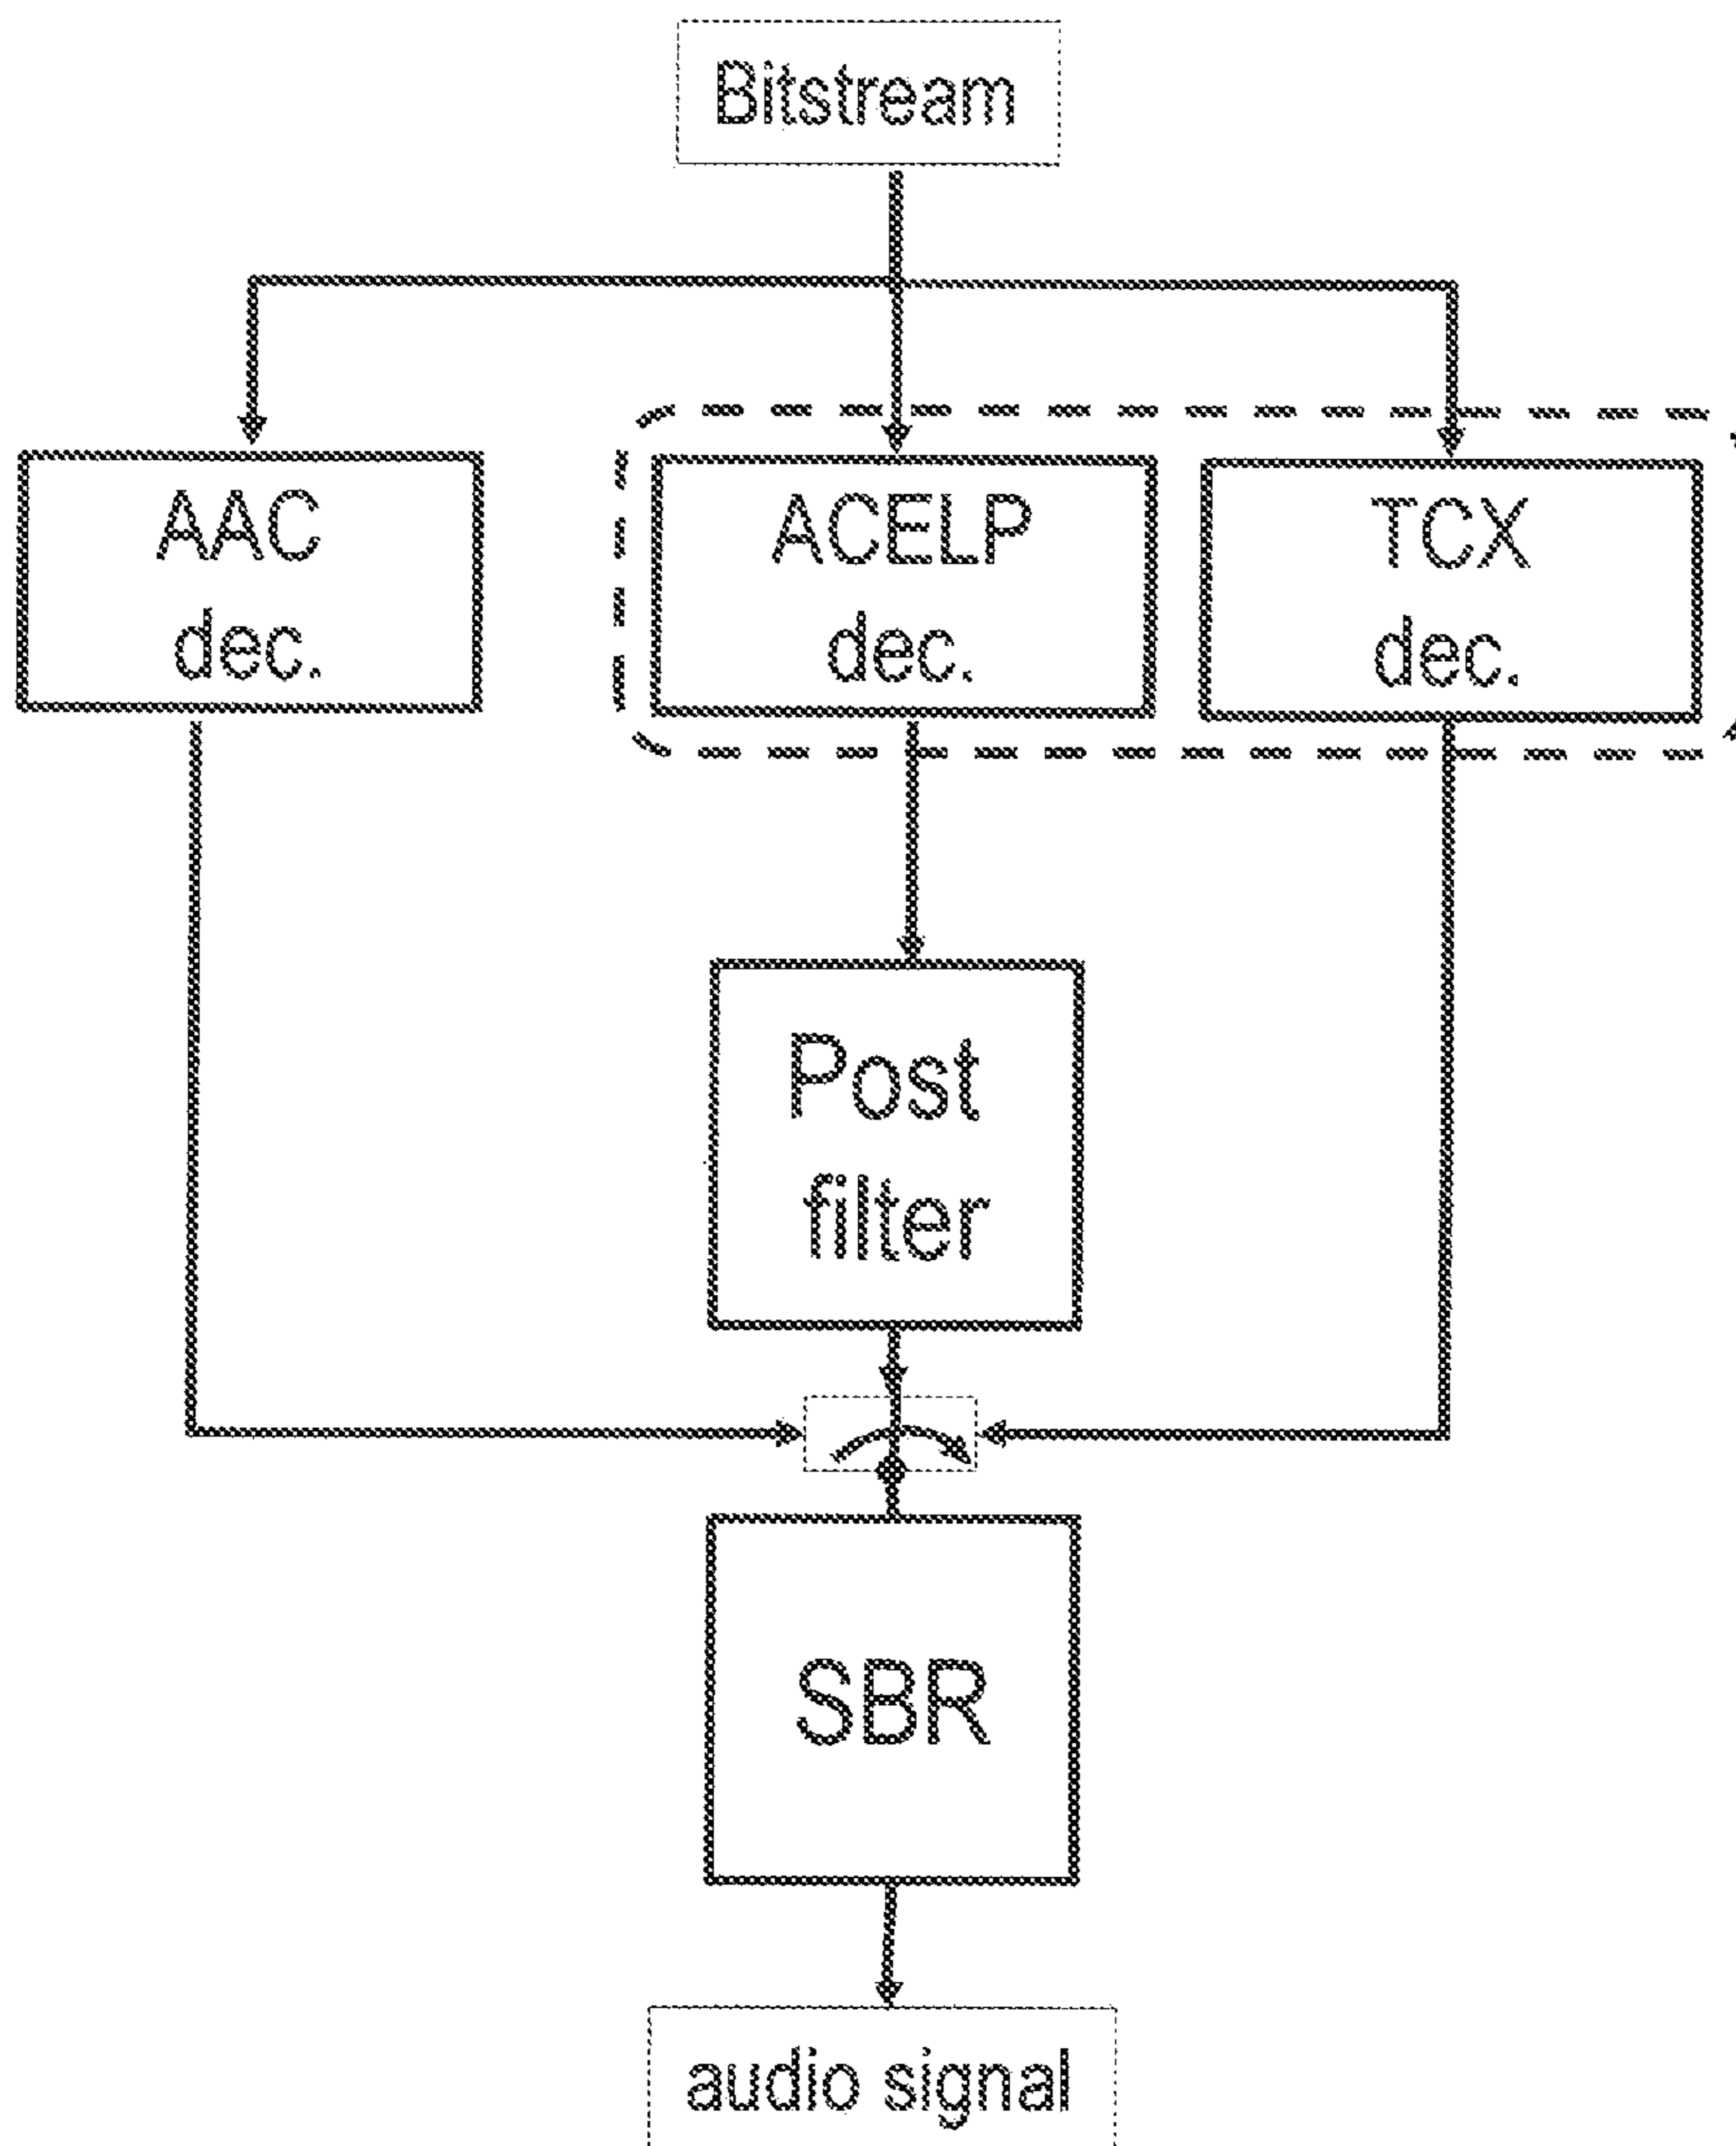 Bitstream
AAC
dec.
ACELP
dec.
TCX
dec.
Post
filter
SBR
audio signal